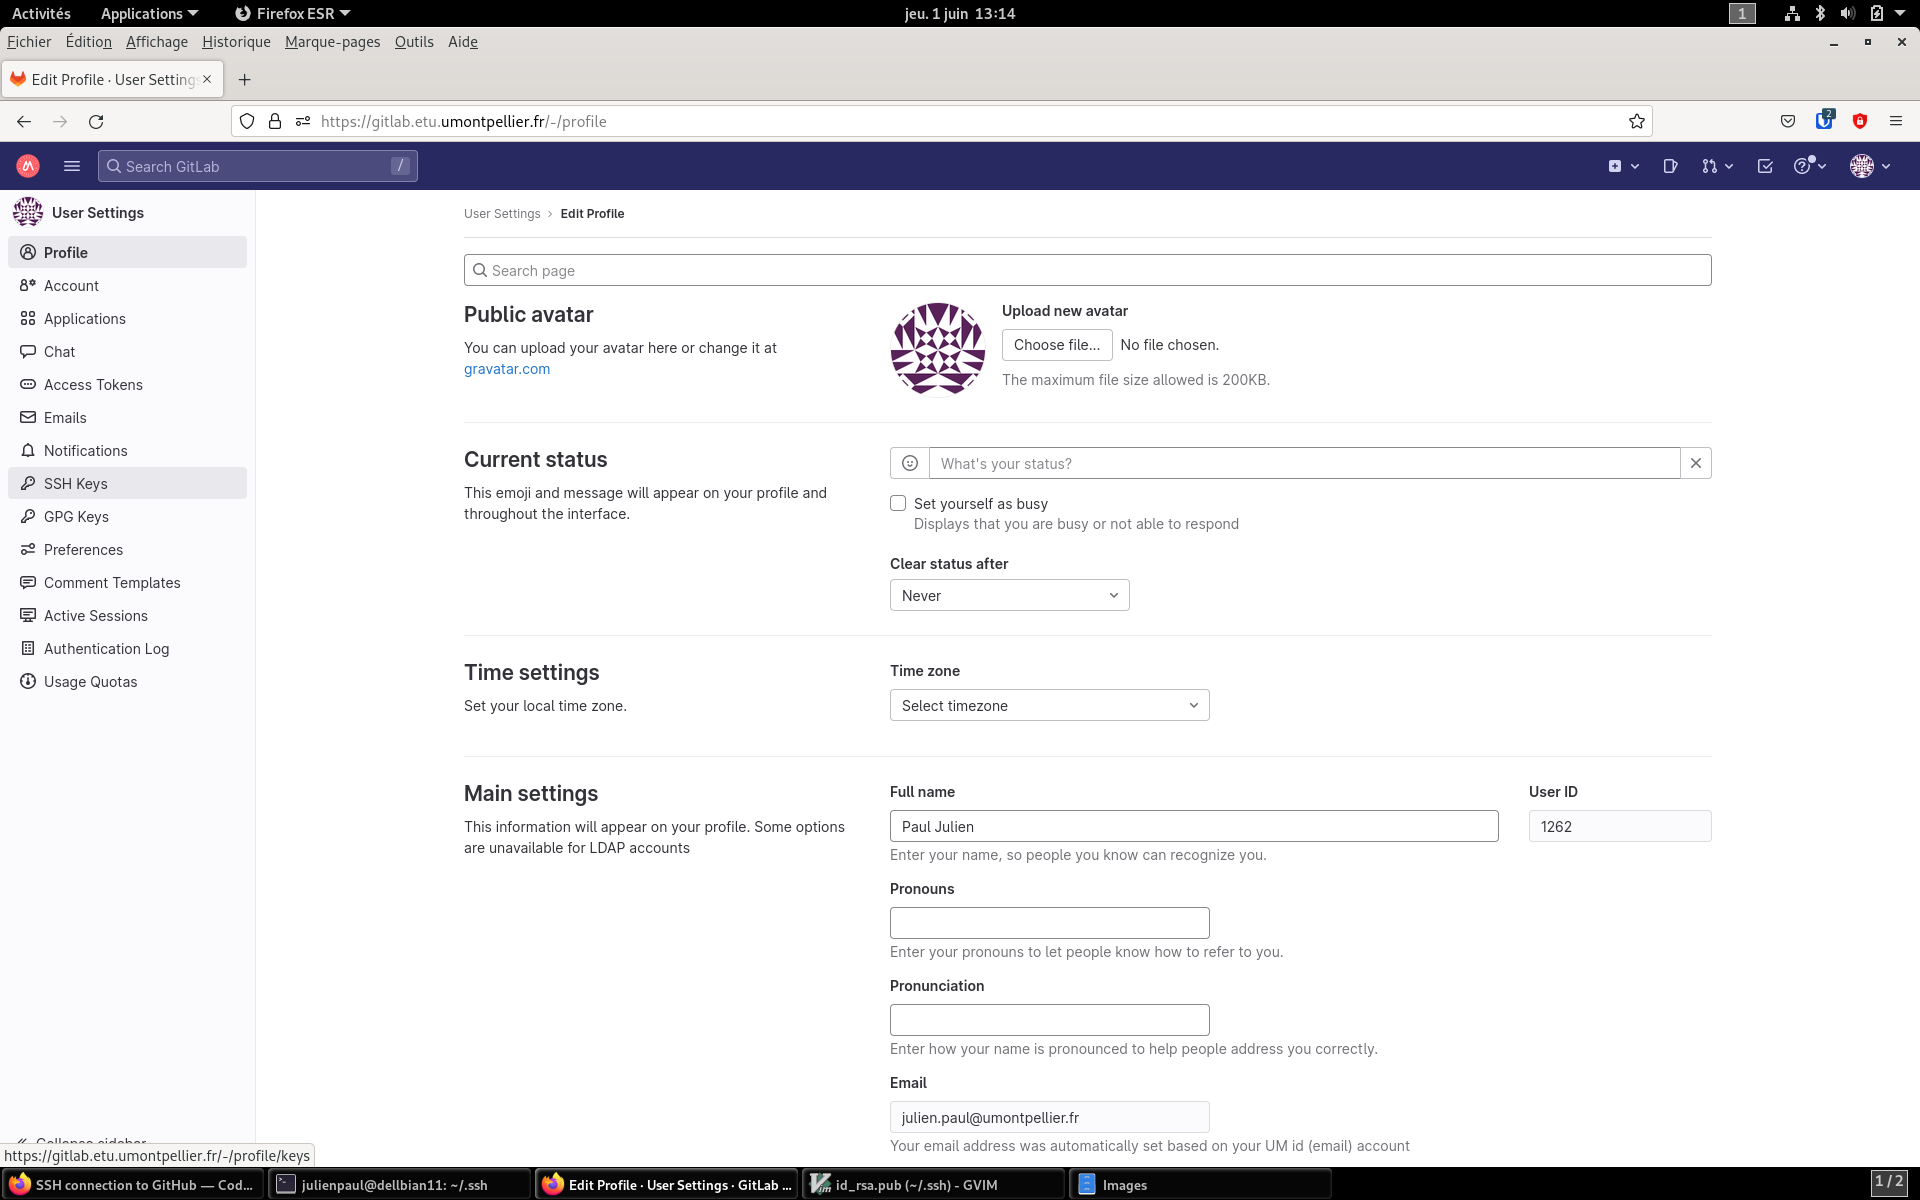 Activités Applications Firefox ESR jeu. 1 juin 13:14 1
Fichier Édition Affichage Historique Marque-pages Outils Aide
Edit Profile · User Settings
https://gitlab.etu.umontpellier.fr/-/profile 2
Search GitLab /
User Settings
Profile
Account
Applications
Chat
Access Tokens
Emails
Notifications
SSH Keys
GPG Keys
Preferences
Comment Templates
Active Sessions
Authentication Log
Usage Quotas
Collapse sidebar
https://gitlab.etu.umontpellier.fr/-/profile/keys
User Settings › Edit Profile
Search page
Public avatar
You can upload your avatar here or change it at
gravatar.com
Upload new avatar
Choose file... No file chosen.
The maximum file size allowed is 200KB.
Current status
This emoji and message will appear on your profile and
throughout the interface.
What's your status?
Set yourself as busy
Displays that you are busy or not able to respond
Clear status after
Never
Time settings
Set your local time zone.
Time zone
Select timezone
Main settings
This information will appear on your profile. Some options
are unavailable for LDAP accounts
Full name
Paul Julien
Enter your name, so people you know can recognize you.
User ID
1262
Pronouns
Enter your pronouns to let people know how to refer to you.
Pronunciation
Enter how your name is pronounced to help people address you correctly.
Email
julien.paul@umontpellier.fr
Your email address was automatically set based on your UM id (email) account
SSH connection to GitHub — Cod... julienpaul@dellbian11: ~/.ssh Edit Profile · User Settings · GitLab ... id_rsa.pub (~/.ssh) - GVIM Images 1 / 2